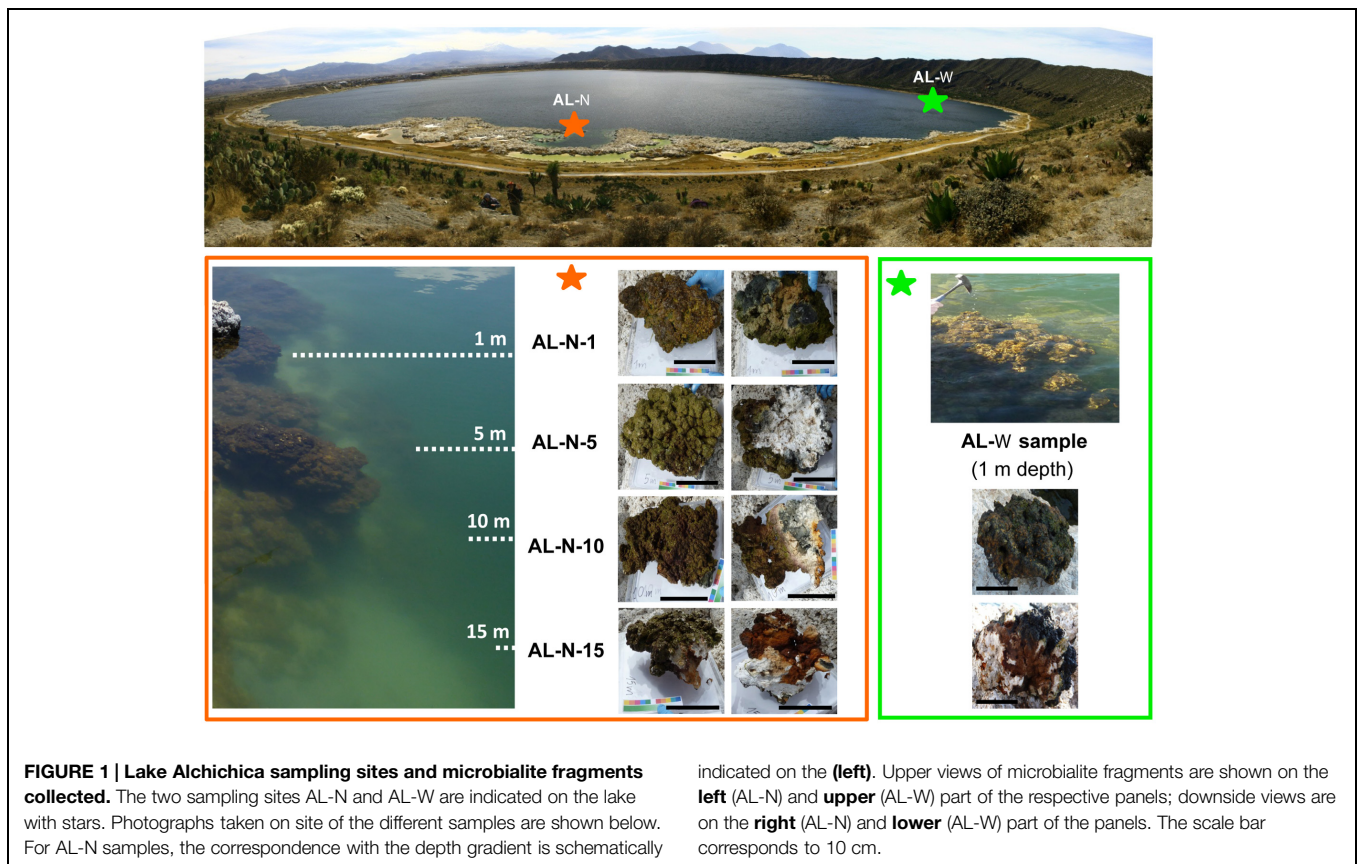 AL-N
AL-W
1 m
AL-N-1
5 m
AL-N-5
10 m
AL-N-10
15 m
AL-N-15
AL-W sample
(1 m depth)
FIGURE 1 | Lake Alchichica sampling sites and microbialite fragments
collected. The two sampling sites AL-N and AL-W are indicated on the lake
with stars. Photographs taken on site of the different samples are shown below.
For AL-N samples, the correspondence with the depth gradient is schematically
indicated on the (left). Upper views of microbialite fragments are shown on the
left (AL-N) and upper (AL-W) part of the respective panels; downside views are
on the right (AL-N) and lower (AL-W) part of the panels. The scale bar
corresponds to 10 cm.